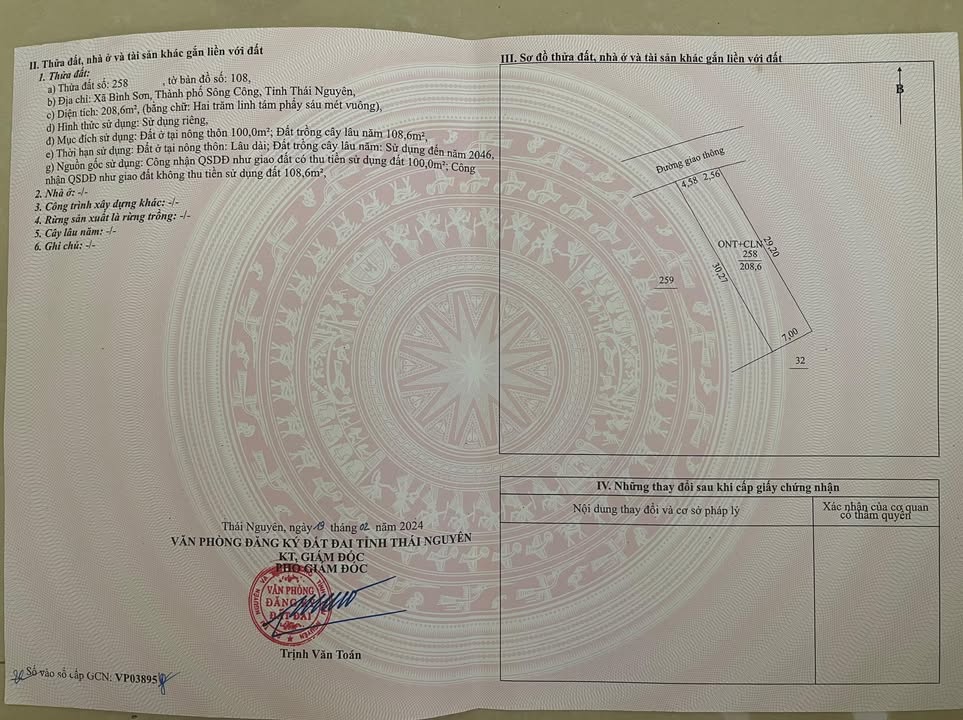 II. Thửa đất, nhà ở và tài sản khác gắn liền với đất
1. Thửa đất:
a) Thửa đất số: 258 , tờ bản đồ số: 108,
b) Địa chỉ: Xã Bình Sơn, Thành phố Sông Công, Tỉnh Thái Nguyên,
c) Diện tích: 208,6m², (bằng chữ: Hai trăm linh tám phẩy sáu mét vuông),
d) Hình thức sử dụng: Sử dụng riêng,
đ) Mục đích sử dụng: Đất ở tại nông thôn 100,0m²; Đất trồng cây lâu năm 108,6m²,
e) Thời hạn sử dụng: Đất ở tại nông thôn: Lâu dài; Đất trồng cây lâu năm: Sử dụng đến năm 2046,
g) Nguồn gốc sử dụng: Công nhận QSDĐ như giao đất có thu tiền sử dụng đất 100,0m²; Công
nhận QSDĐ như giao đất không thu tiền sử dụng đất 108,6m²,
2. Nhà ở: -/-
3. Công trình xây dựng khác: -/-
4. Rừng sản xuất là rừng trồng: -/-
5. Cây lâu năm: -/-
6. Ghi chú: -/-
Thái Nguyên, ngày 19 tháng 02 năm 2024
VĂN PHÒNG ĐĂNG KÝ ĐẤT ĐAI TỈNH THÁI NGUYÊN
KT, GIÁM ĐỐC
PHÓ GIÁM ĐỐC
VĂN PHÒNG
ĐĂNG
ĐẤT ĐAI
Trịnh Văn Toán
Số vào sổ cấp GCN: VP03895
III. Sơ đồ thửa đất, nhà ở và tài sản khác gắn liền với đất
B
Đường giao thông
4,58 2,56
ONT+CLN
258
208,6
29,20
30,27
259
7,00
32
IV. Những thay đổi sau khi cấp giấy chứng nhận
Nội dung thay đổi và cơ sở pháp lý
Xác nhận của cơ quan
có thẩm quyền